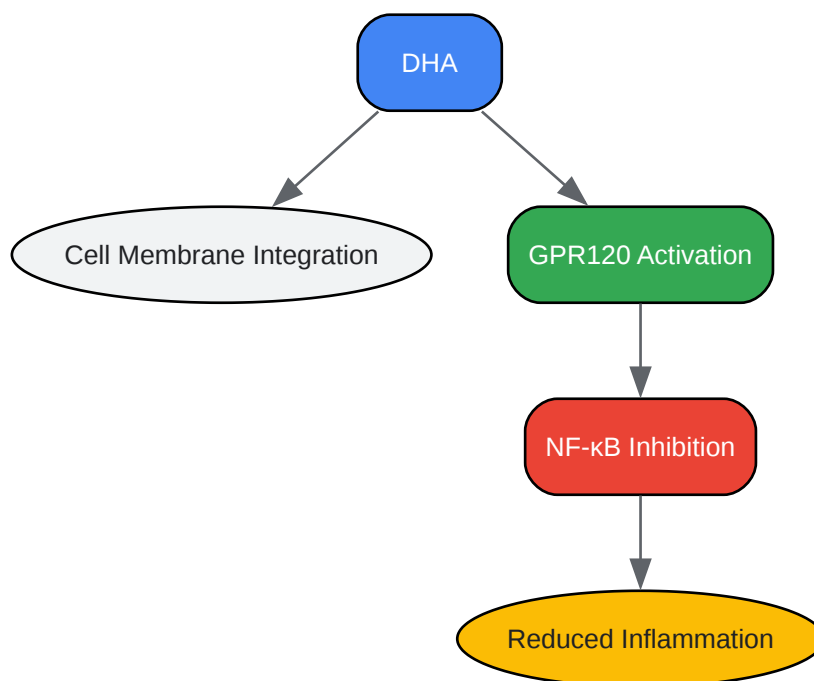 DHA
Cell Membrane Integration
GPR120 Activation
NF-κB Inhibition
Reduced Inflammation